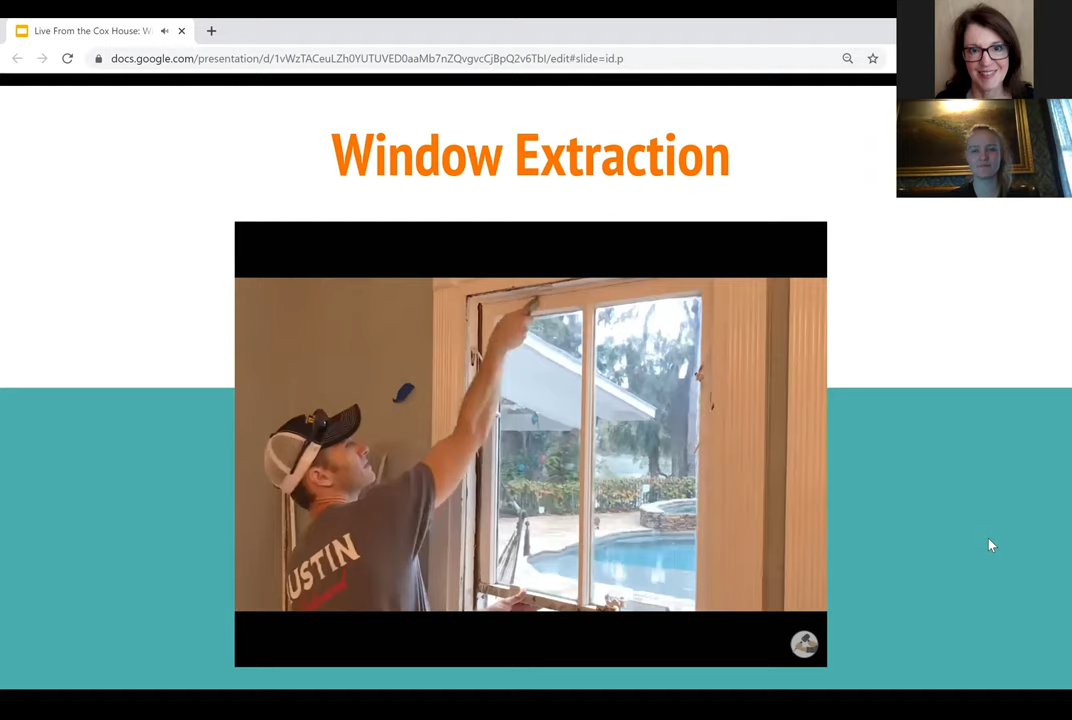 Live From the Cox House: W
docs.google.com/presentation/d/1vWzTACeuLZh0YUTUVED0aaMb7nZQvgvcCjBpQ2v6TbI/edit#slide=id.p
Window Extraction
USTIN